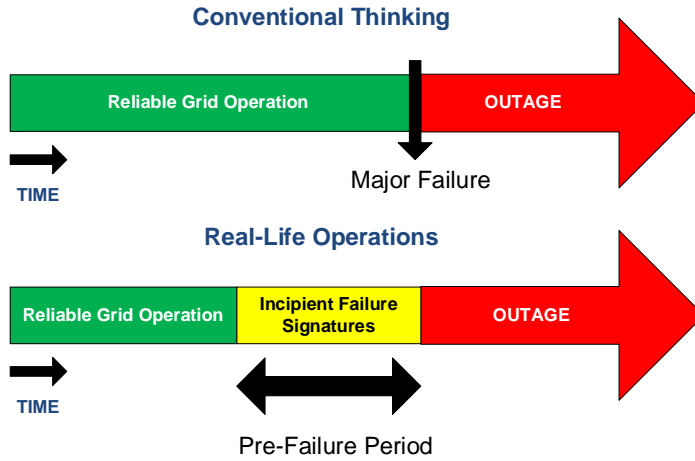 Conventional Thinking
Reliable Grid Operation
OUTAGE
Major Failure
TIME
Real-Life Operations
Reliable Grid Operation
Incipient Failure
Signatures
OUTAGE
TIME
Pre-Failure Period